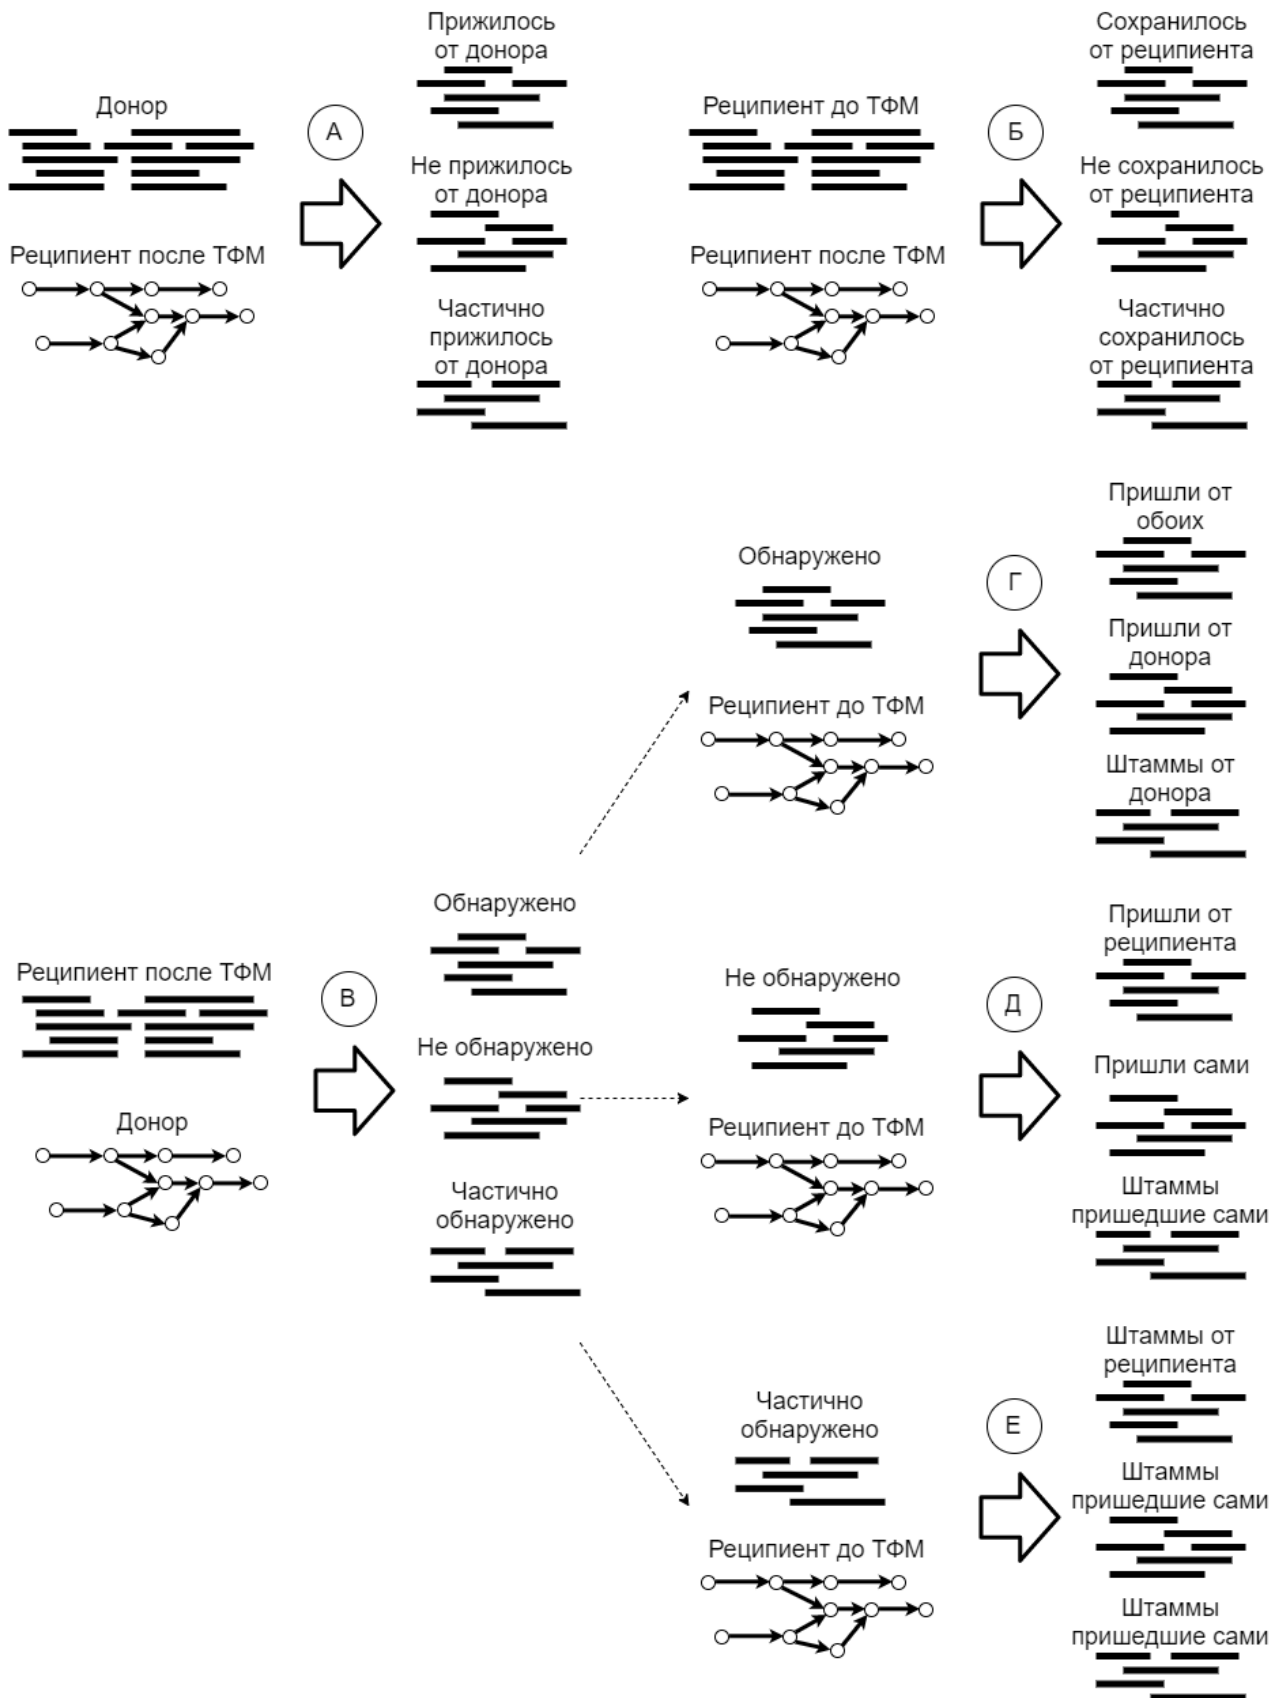 Донор
А
Прижилось
от донора
Не прижилось
от донора
Частично
прижилось
от донора
Реципиент после ТФМ
Реципиент до ТФМ
Б
Сохранилось
от реципиента
Не сохранилось
от реципиента
Частично
сохранилось
от реципиента
Реципиент после ТФМ
Обнаружено
Г
Пришли от
обоих
Пришли от
донора
Штаммы от
донора
Реципиент до ТФМ
Реципиент после ТФМ
В
Обнаружено
Не обнаружено
Частично
обнаружено
Донор
Не обнаружено
Д
Пришли от
реципиента
Пришли сами
Штаммы
пришедшие сами
Реципиент до ТФМ
Частично
обнаружено
Е
Штаммы от
реципиента
Штаммы
пришедшие сами
Штаммы
пришедшие сами
Реципиент до ТФМ